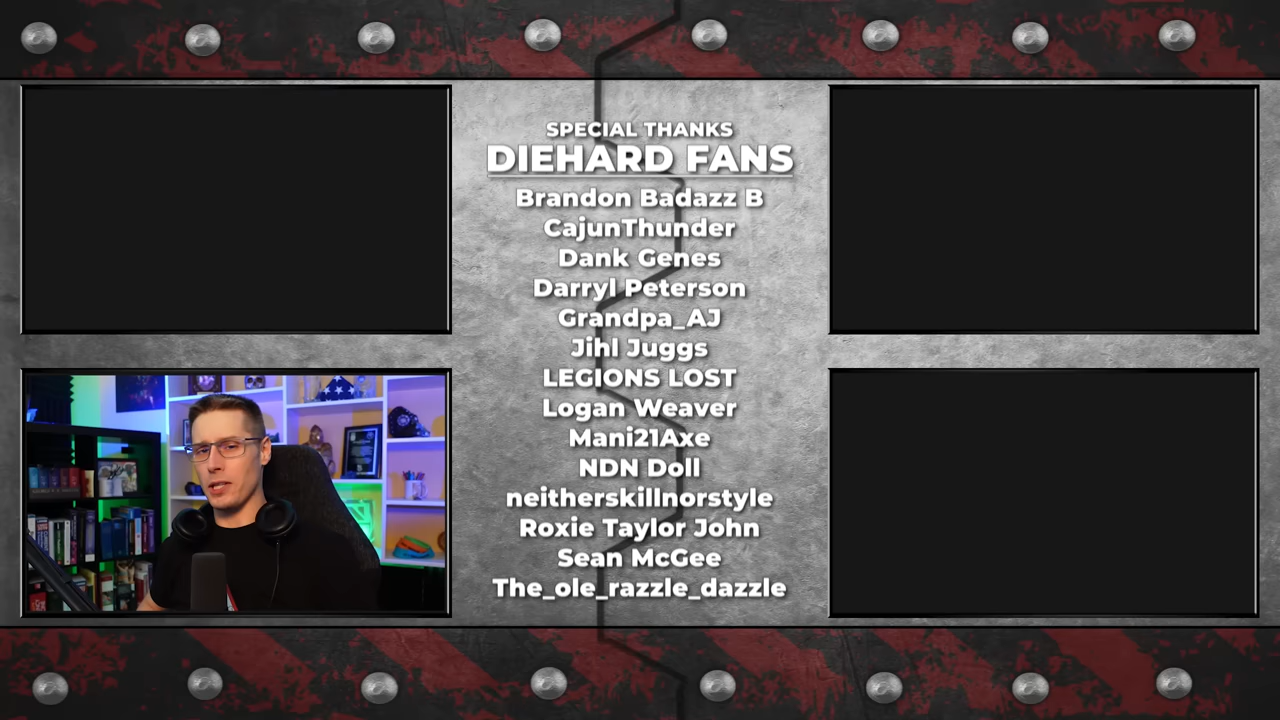 SPECIAL THANKS
DIEHARD FANS
Brandon Badazz B
CajunThunder
Dank Genes
Darryl Peterson
Grandpa_AJ
Jihl Juggs
LEGIONS LOST
Logan Weaver
Mani21Axe
NDN Doll
neitherskillnorstyle
Roxie Taylor John
Sean McGee
The_ole_razzle_dazzle